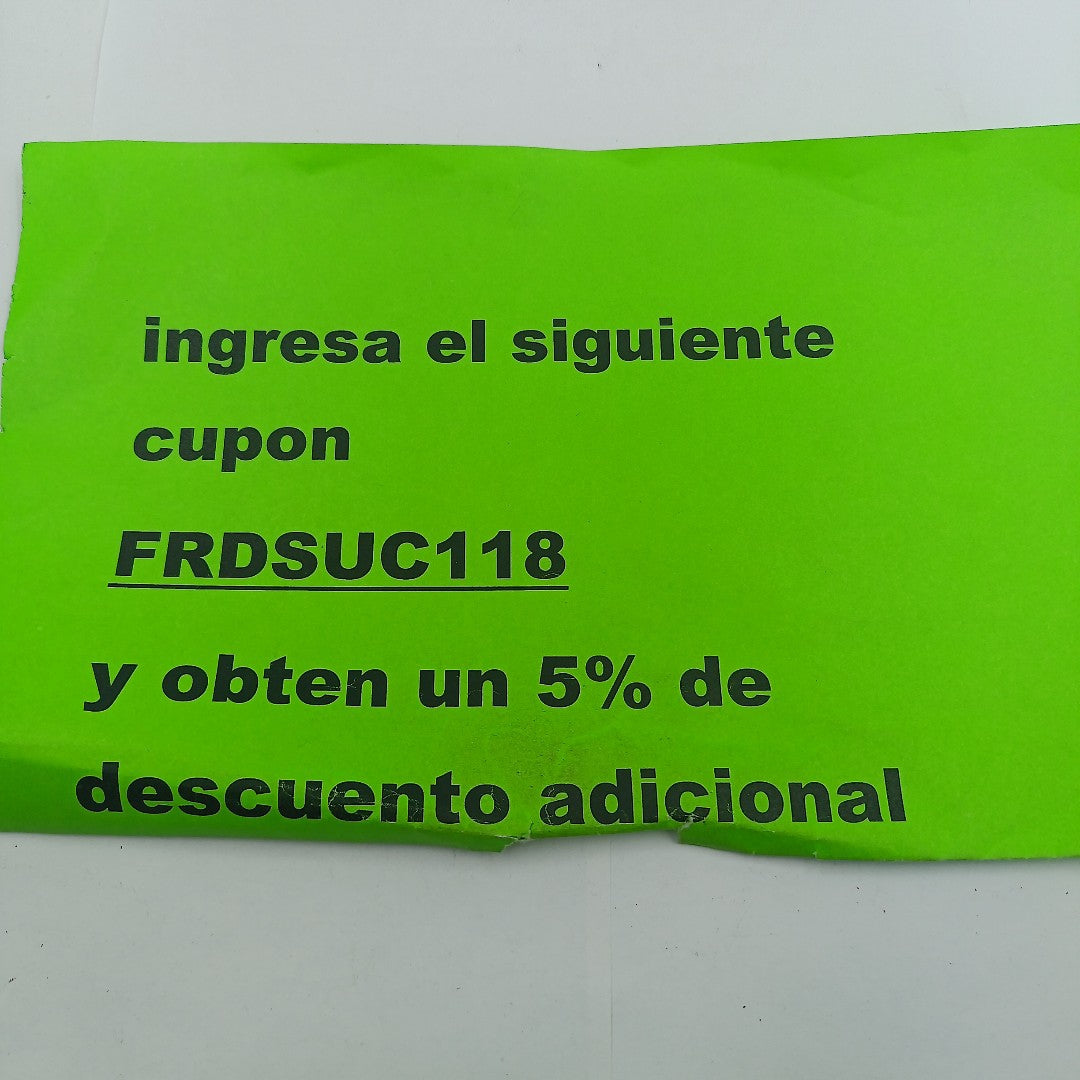 ingresa el siguiente
cupon
FRDSUC118
y obten un 5% de
descuento adicional